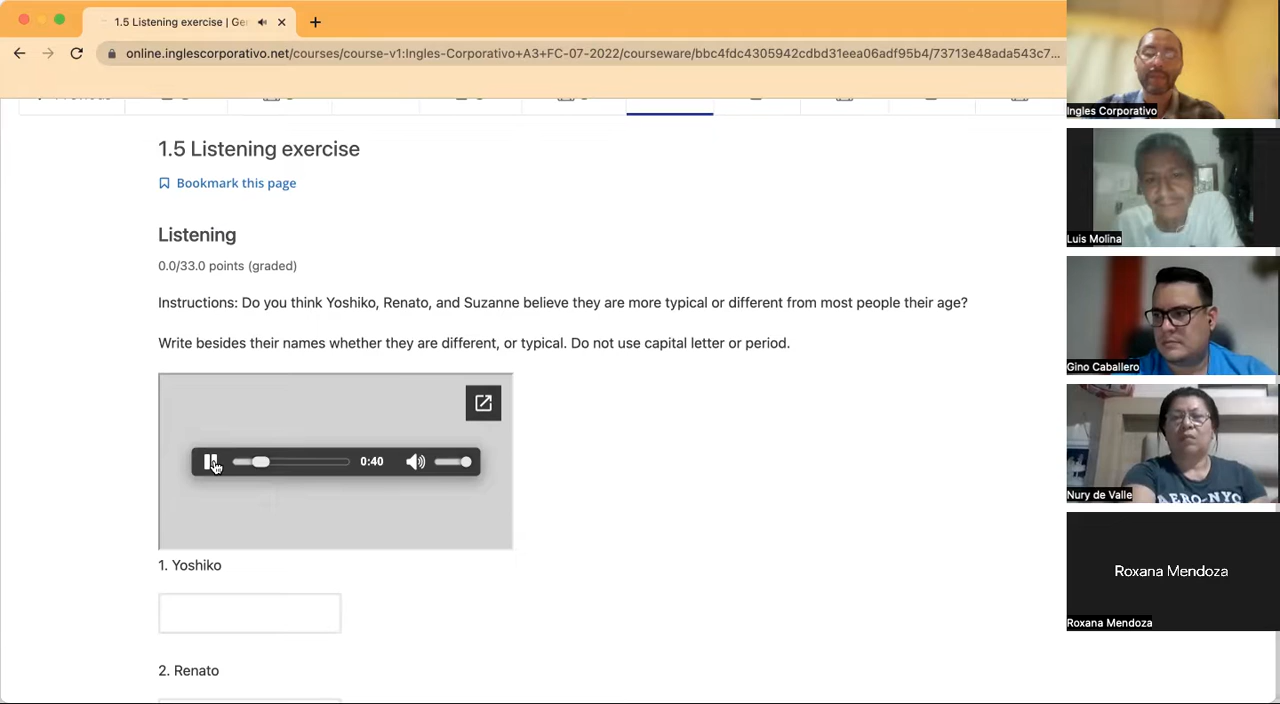 1.5 Listening exercise | Ge
online.inglescorporativo.net/courses/course-v1:Ingles-Corporativo+A3+FC-07-2022/courseware/bbc4fdc4305942cdbd31eea06adf95b4/73713e48ada543c7...
1.5 Listening exercise
Bookmark this page
Listening
0.0/33.0 points (graded)
Instructions: Do you think Yoshiko, Renato, and Suzanne believe they are more typical or different from most people their age?
Write besides their names whether they are different, or typical. Do not use capital letter or period.
0:40
1. Yoshiko
2. Renato
Ingles Corporativo
Luis Molina
Gino Caballero
AERO-NYC
Nury de Valle
Roxana Mendoza
Roxana Mendoza